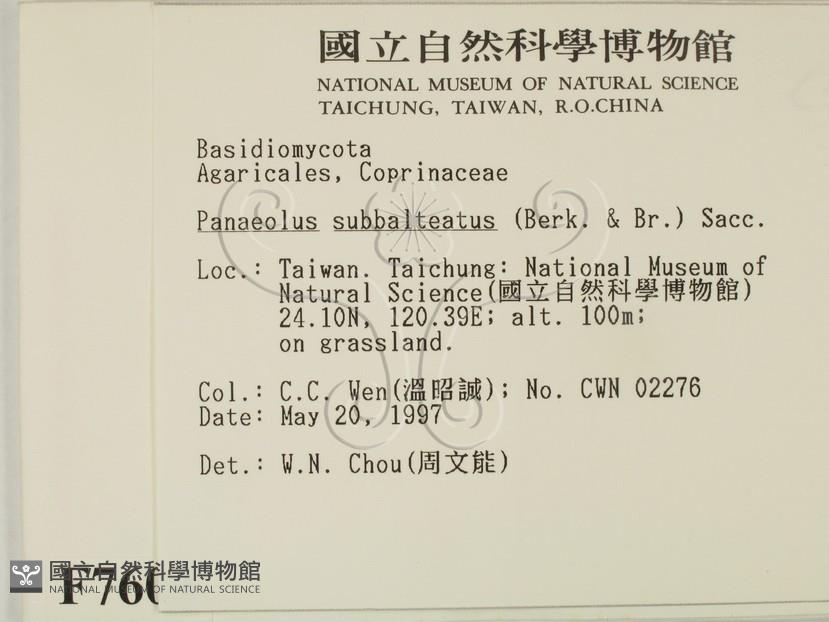 國立自然科學博物館
NATIONAL MUSEUM OF NATURAL SCIENCE
TAICHUNG, TAIWAN, R.O.CHINA
Basidiomycota
Agaricales, Coprinaceae
Panaeolus subbalteatus (Berk. & Br.) Sacc.
Loc.: Taiwan. Taichung: National Museum of
Natural Science(國立自然科學博物館)
24.10N, 120.39E; alt. 100m;
on grassland.
Col.: C.C. Wen(溫昭誠); No. CWN 02276
Date: May 20, 1997
Det.: W.N. Chou(周文能)
國立自然科學博物館
NATIONAL MUSEUM OF NATURAL SCIENCE